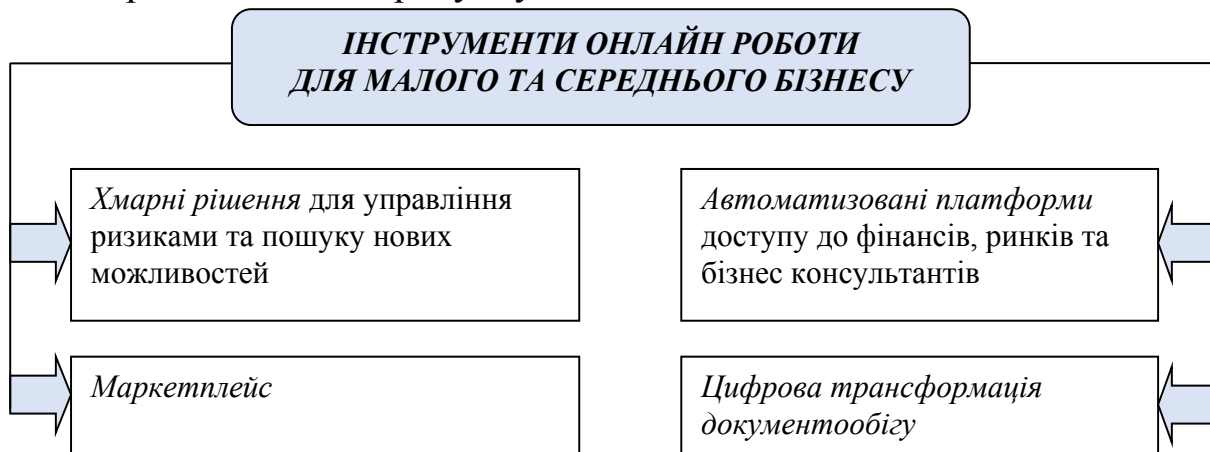 ІНСТРУМЕНТИ ОНЛАЙН РОБОТИ
ДЛЯ МАЛОГО ТА СЕРЕДНЬОГО БІЗНЕСУ
Хмарні рішення для управління
ризиками та пошуку нових
можливостей
Автоматизовані платформи
доступу до фінансів, ринків та
бізнес консультантів
Маркетплейс
Цифрова трансформація
документообігу